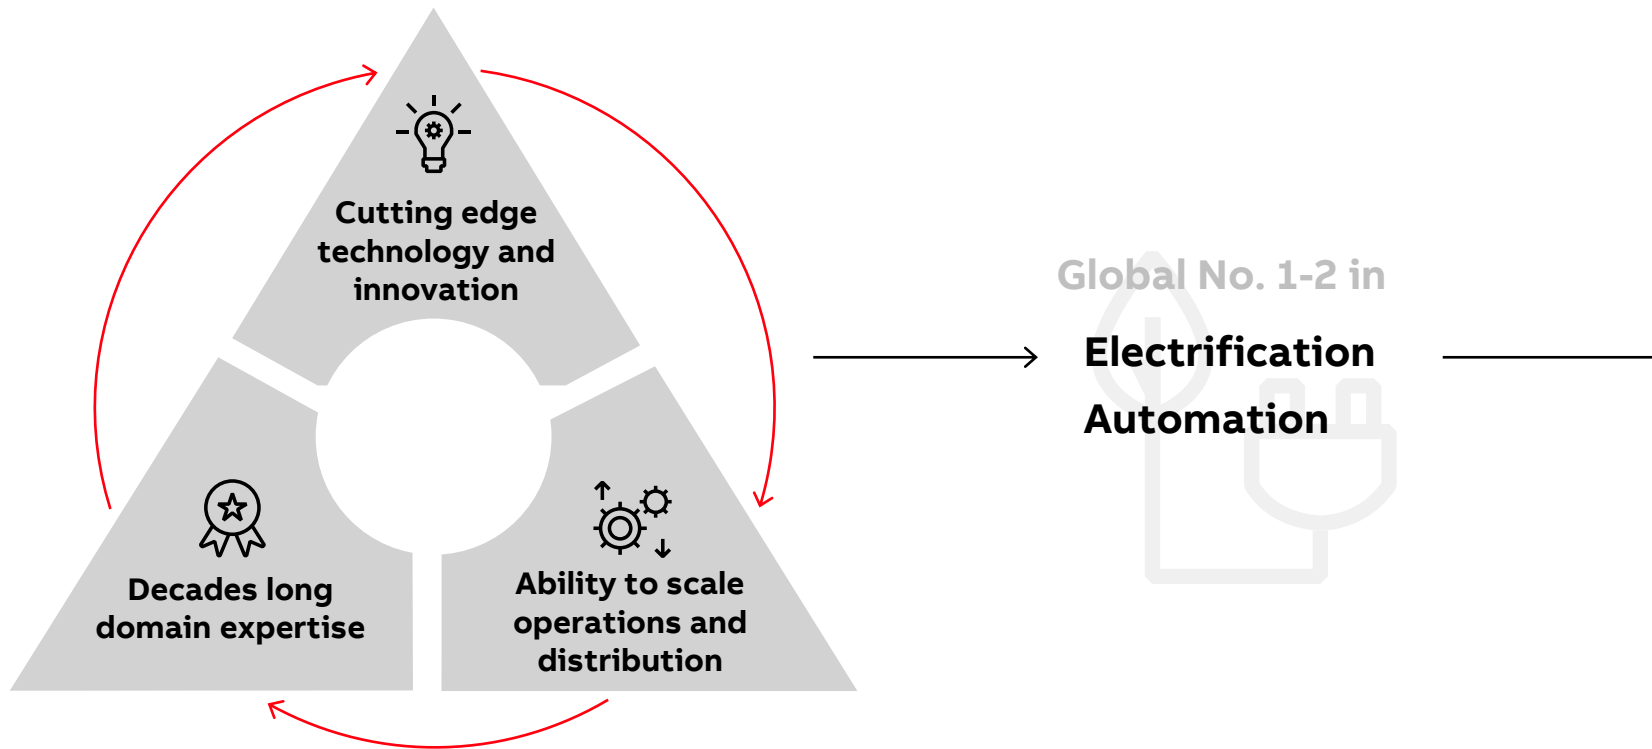 Cutting edge
technology and
innovation
Decades long
domain expertise
Ability to scale
operations and
distribution
Global No. 1-2 in
Electrification
Automation